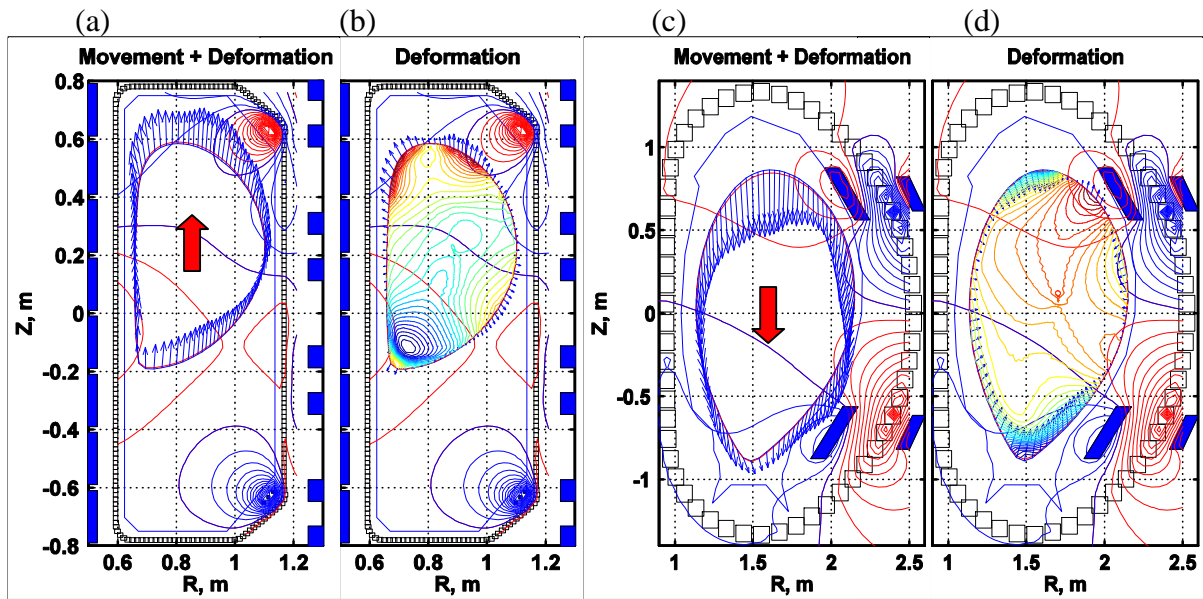 (a) (b) (c) (d)
Movement + Deformation Deformation Movement + Deformation Deformation
0.8
0.6
0.4
0.2
0
-0.2
-0.4
-0.6
-0.8
Z, m
0.6 0.8 1 1.2 0.6 0.8 1 1.2
R, m R, m
1
0.5
0
-0.5
-1
Z, m
1 1.5 2 2.5 1 1.5 2 2.5
R, m R, m